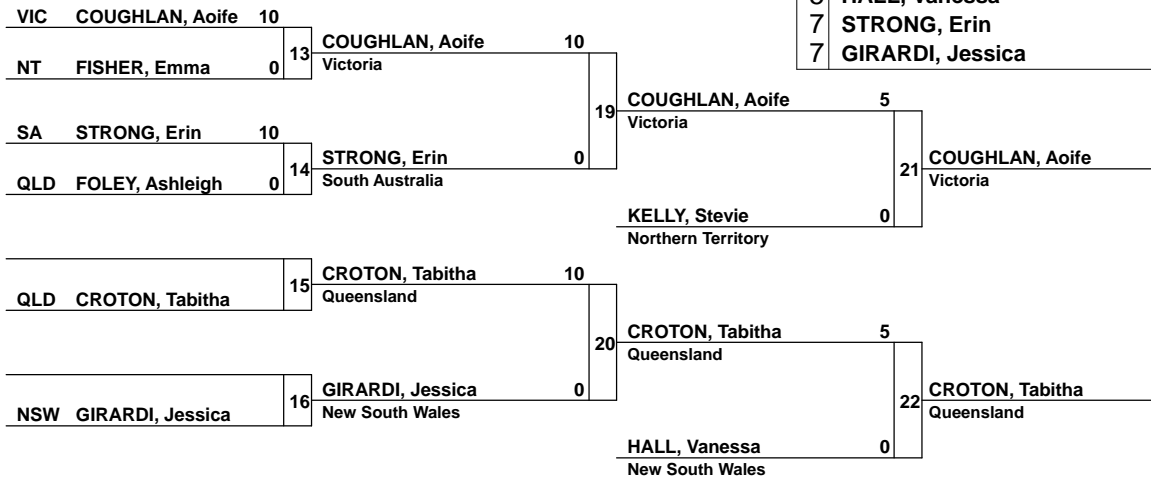 VIC COUGHLAN, Aoife 10
NT FISHER, Emma 0
13
COUGHLAN, Aoife 10
Victoria
SA STRONG, Erin 10
QLD FOLEY, Ashleigh 0
14
STRONG, Erin 0
South Australia
19
COUGHLAN, Aoife 5
Victoria
KELLY, Stevie 0
Northern Territory
21
COUGHLAN, Aoife
Victoria
QLD CROTON, Tabitha
15
CROTON, Tabitha 10
Queensland
NSW GIRARDI, Jessica
16
GIRARDI, Jessica 0
New South Wales
20
CROTON, Tabitha 5
Queensland
HALL, Vanessa 0
New South Wales
22
CROTON, Tabitha
Queensland
HALL, Vanessa
7 STRONG, Erin
7 GIRARDI, Jessica